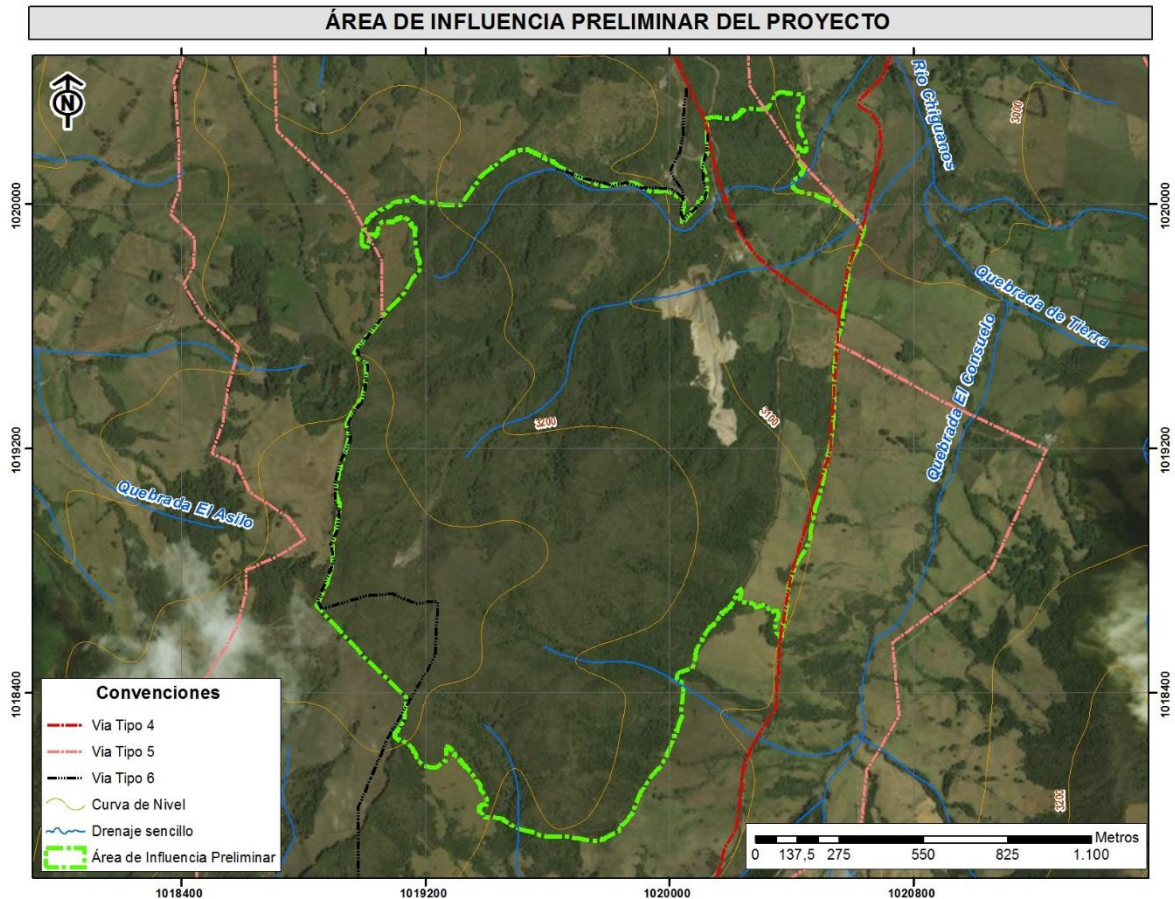 ÁREA DE INFLUENCIA PRELIMINAR DEL PROYECTO
N
Río Chiguanos
3000
1020000
1020000
Quebrada de Tierra
Quebrada El Consuelo
3200
3100
1019200
1019200
Quebrada El Asilo
1018400
1018400
Convenciones
Via Tipo 4
Via Tipo 5
Via Tipo 6
Curva de Nivel
Drenaje sencillo
Área de Influencia Preliminar
3200
Metros
0 137,5 275 550 825 1.100
1018400
1019200
1020000
1020800